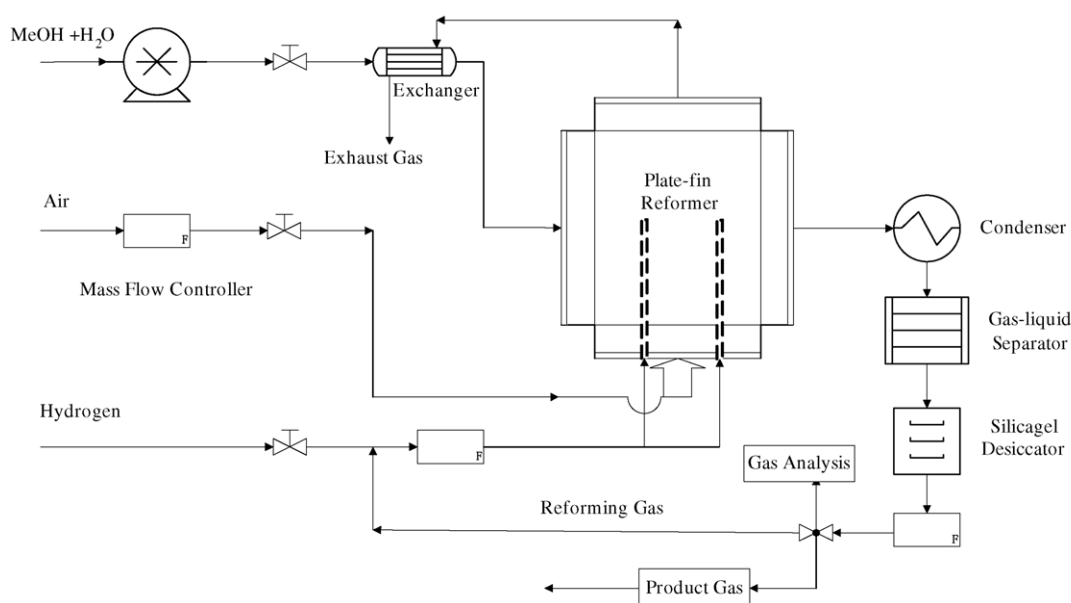 MeOH +H2O
Exchanger
Exhaust Gas
Plate-fin
Reformer
Air
F
Condenser
Mass Flow Controller
Gas-liquid
Separator
Hydrogen
F
Silicagel
Desiccator
Gas Analysis
Reforming Gas
F
Product Gas